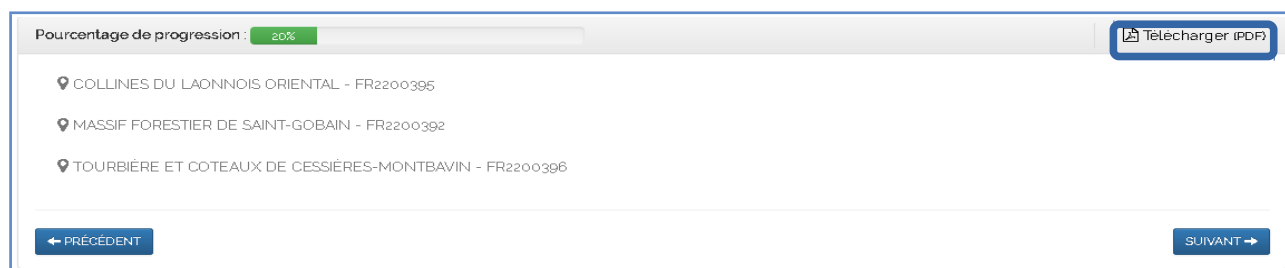 Pourcentage de progression : 20% Télécharger (PDF)
COLLINES DU LAONNOIS ORIENTAL - FR2200395
MASSIF FORESTIER DE SAINT-GOBAIN - FR2200392
TOURBIÈRE ET COTEAUX DE CESSIÈRES-MONTBAVIN - FR2200396
PRÉCÉDENT SUIVANT